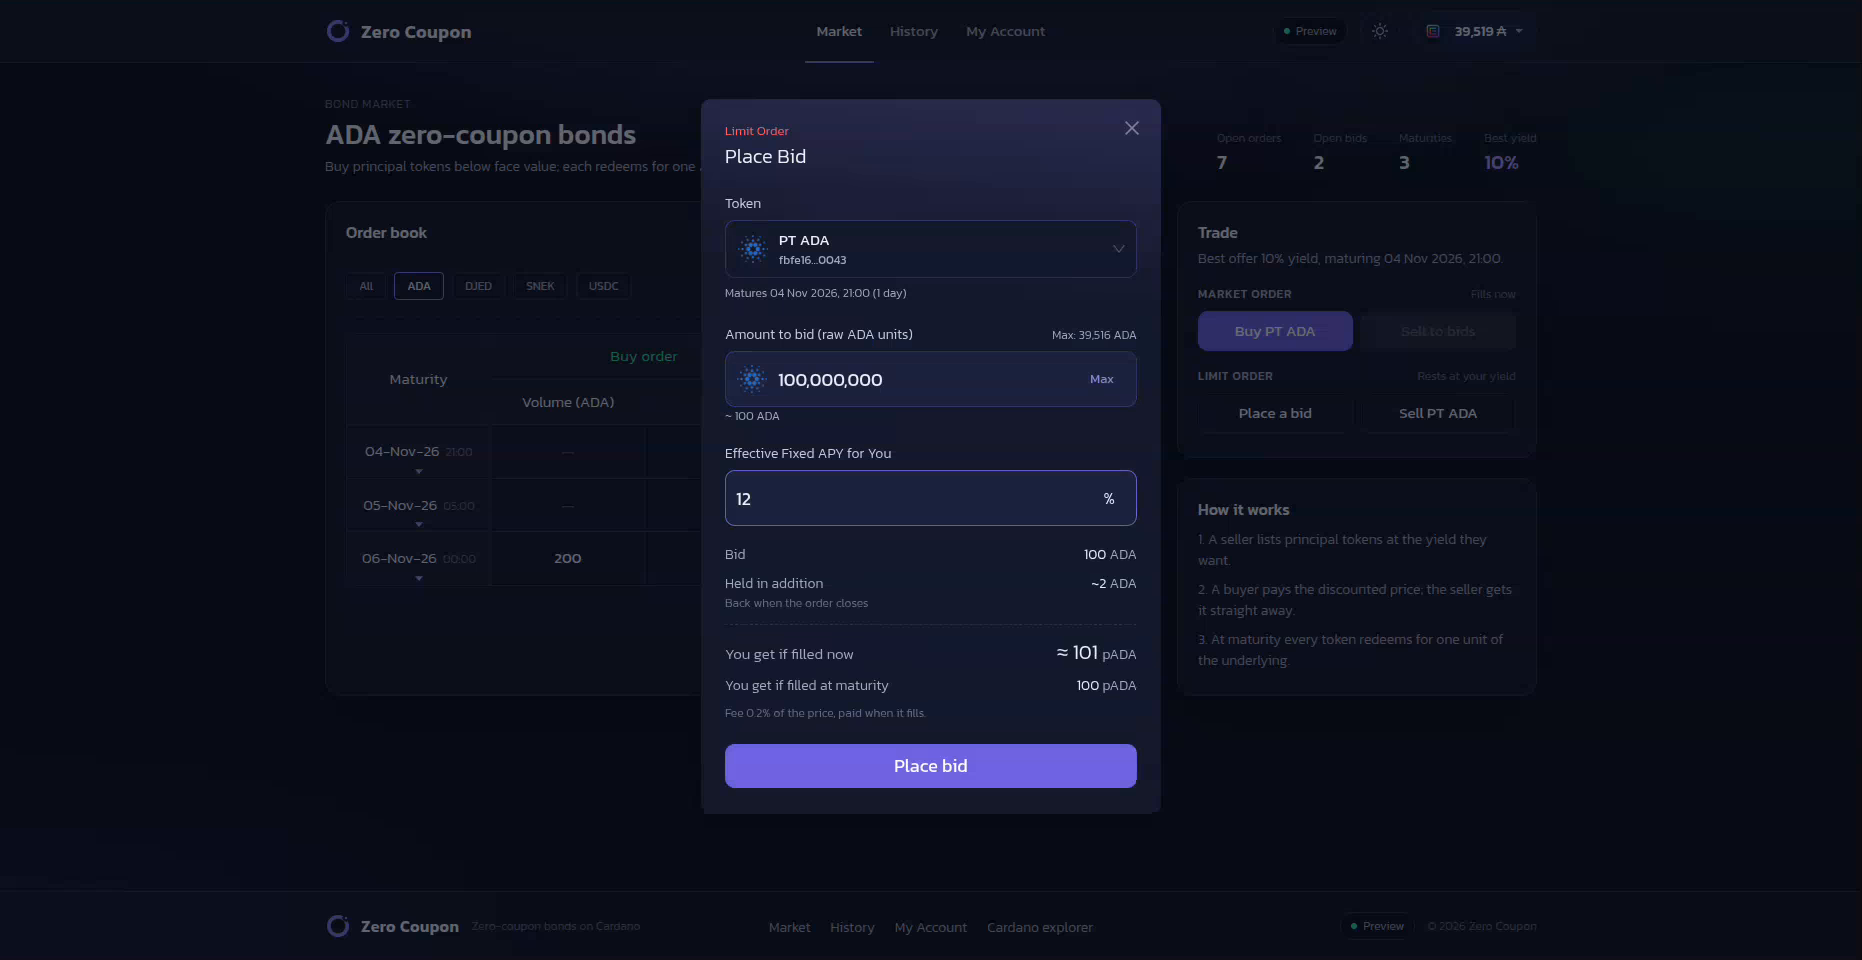 Zero Coupon
Market
History
My Account
Preview
39,519 ₳
BOND MARKET
ADA zero-coupon bonds
Buy principal tokens below face value; each redeems for one
Open orders
7
Open bids
2
Maturities
3
Best yield
10%
Order book
All
ADA
DJED
SNEK
USDC
Maturity
Buy order
Volume (ADA)
04-Nov-26 21:00
—
05-Nov-26 05:00
—
06-Nov-26 00:00
200
Limit Order
Place Bid
Token
PT ADA
fbfe16...0043
Matures 04 Nov 2026, 21:00 (1 day)
Amount to bid (raw ADA units)
Max: 39,516 ADA
100,000,000
Max
~ 100 ADA
Effective Fixed APY for You
12
%
Bid
100 ADA
Held in addition
~2 ADA
Back when the order closes
You get if filled now
≈ 101 pADA
You get if filled at maturity
100 pADA
Fee 0.2% of the price, paid when it fills.
Place bid
Trade
Best offer 10% yield, maturing 04 Nov 2026, 21:00.
MARKET ORDER
Fills now
Buy PT ADA
Sell to bids
LIMIT ORDER
Rests at your yield
Place a bid
Sell PT ADA
How it works
1. A seller lists principal tokens at the yield they
want.
2. A buyer pays the discounted price; the seller gets
it straight away.
3. At maturity every token redeems for one unit of
the underlying.
Zero Coupon
Zero-coupon bonds on Cardano
Market
History
My Account
Cardano explorer
Preview
© 2026 Zero Coupon